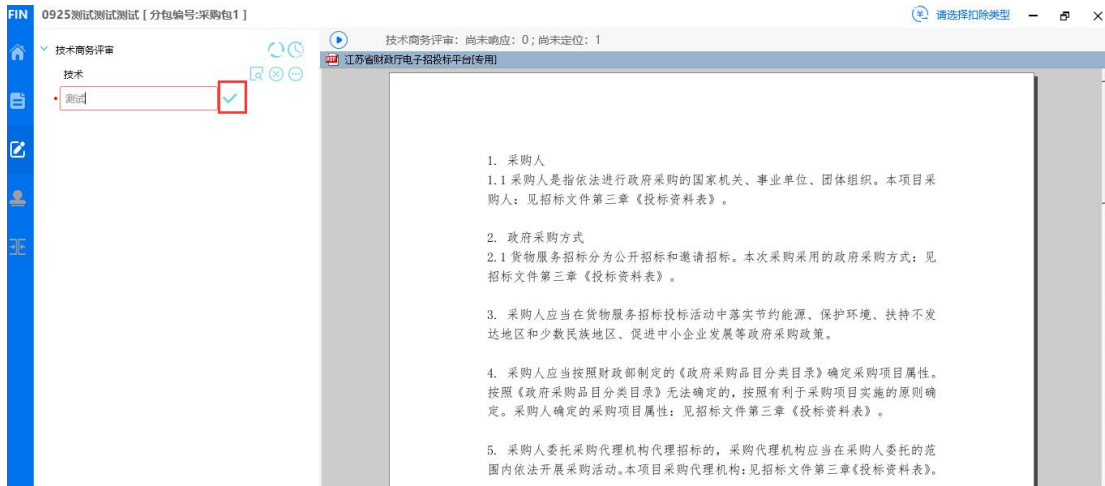 FIN 0925测试测试测试 [ 分包编号:采购包1 ] 请选择扣除类型
技术商务评审 技术商务评审：尚未响应：0；尚未定位：1
江苏省财政厅电子招投标平台[专用]
技术
测试
1. 采购人
1.1 采购人是指依法进行政府采购的国家机关、事业单位、团体组织。本项目采
购人：见招标文件第三章《投标资料表》。
2. 政府采购方式
2.1 货物服务招标分为公开招标和邀请招标。本次采购采用的政府采购方式：见
招标文件第三章《投标资料表》。
3. 采购人应当在货物服务招标投标活动中落实节约能源、保护环境、扶持不发
达地区和少数民族地区、促进中小企业发展等政府采购政策。
4. 采购人应当按照财政部制定的《政府采购品目分类目录》确定采购项目属性。
按照《政府采购品目分类目录》无法确定的，按照有利于采购项目实施的原则确
定。采购人确定的采购项目属性：见招标文件第三章《投标资料表》。
5. 采购人委托采购代理机构代理招标的，采购代理机构应当在采购人委托的范
围内依法开展采购活动。本项目采购代理机构：见招标文件第三章《投标资料表》。